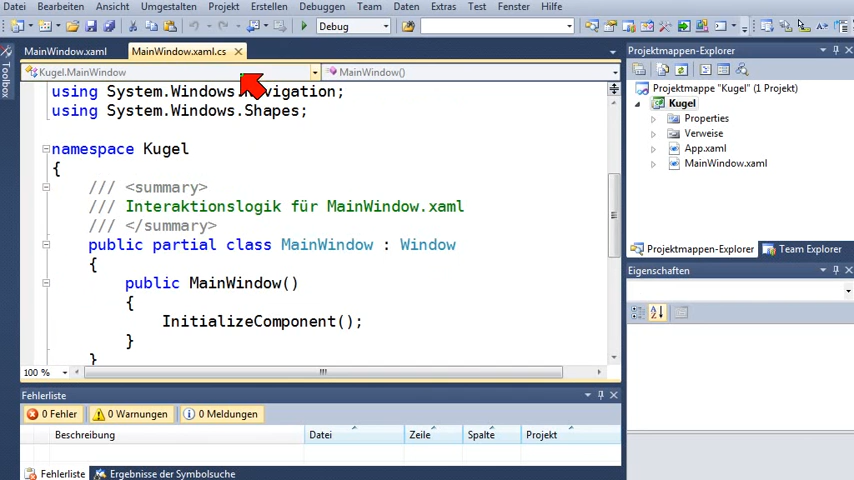 Datei Bearbeiten Ansicht Umgestalten Projekt Erstellen Debuggen Team Daten Extras Test Fenster Hilfe
Debug
MainWindow.xaml MainWindow.xaml.cs
Kugel.MainWindow MainWindow()
using System.Windows.Navigation;
using System.Windows.Shapes;
namespace Kugel
{
/// <summary>
/// Interaktionslogik für MainWindow.xaml
/// </summary>
public partial class MainWindow : Window
{
public MainWindow()
{
InitializeComponent();
}
}
100 %
Fehlerliste
0 Fehler 0 Warnungen 0 Meldungen
Beschreibung Datei Zeile Spalte Projekt
Fehlerliste Ergebnisse der Symbolsuche
Toolbox
Projektmappen-Explorer
Projektmappe "Kugel" (1 Projekt)
Kugel
Properties
Verweise
App.xaml
MainWindow.xaml
Projektmappen-Explorer Team Explorer
Eigenschaften